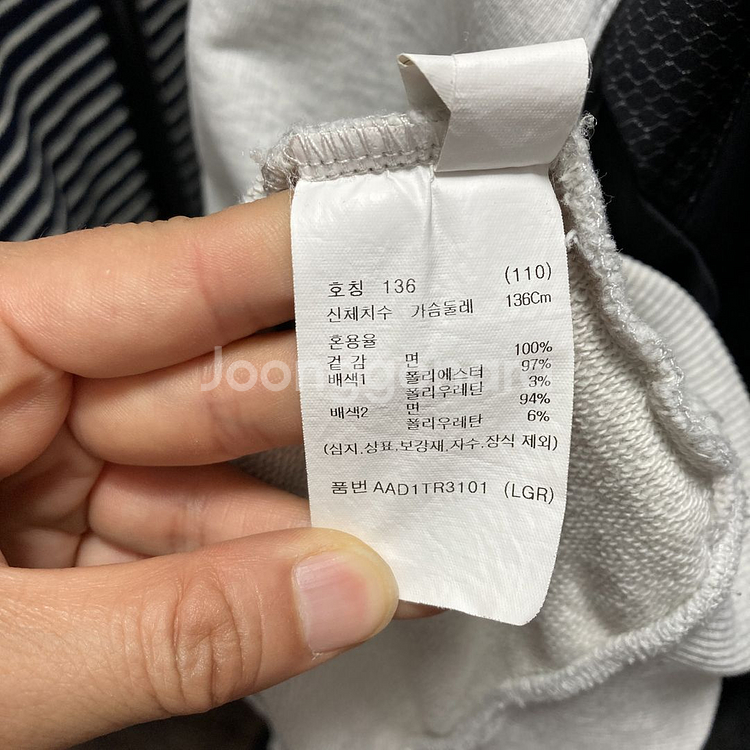 호칭 136 (110)
신체치수 가슴둘레 136Cm
혼용율
겉감 면 100%
배색1 폴리에스터 97%
폴리우레탄 3%
배색2 면 94%
폴리우레탄 6%
(심지.상표.보강재.자수.장식 제외)
품번 AAD1TR3101 (LGR)